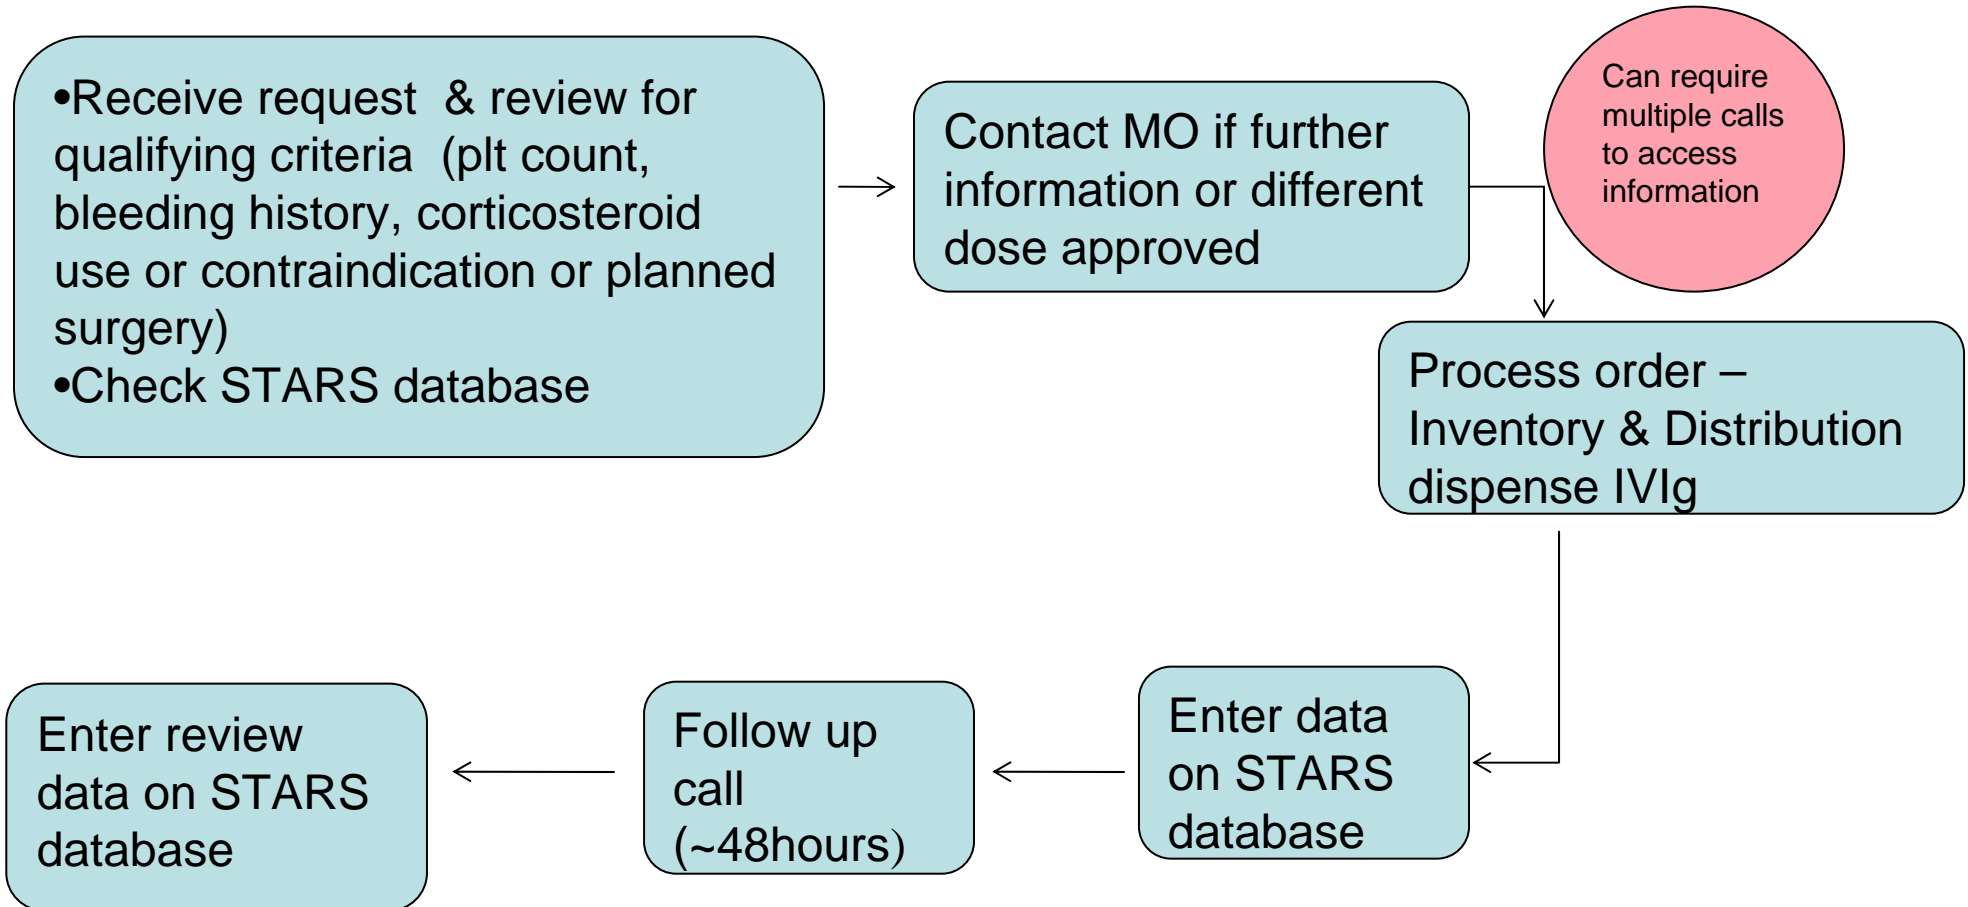 •Receive request & review for
qualifying criteria (plt count,
bleeding history, corticosteroid
use or contraindication or planned
surgery)
•Check STARS database
Contact MO if further
information or different
dose approved
Can require
multiple calls
to access
information
Process order –
Inventory & Distribution
dispense IVIg
Enter data
on STARS
database
Follow up
call
(~48hours)
Enter review
data on STARS
database